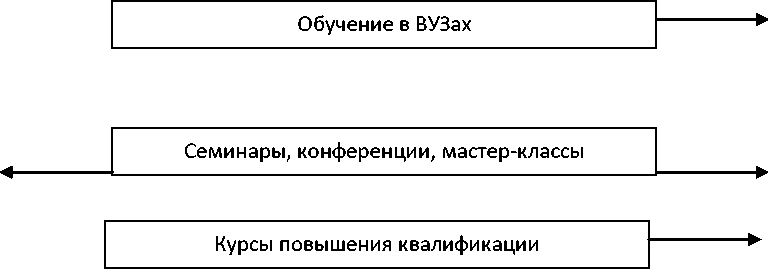 Обучение в ВУЗах
Семинары, конференции, мастер-классы
Курсы повышения квалификации